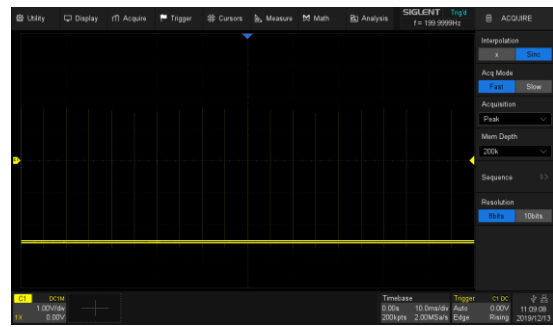 Utility Display Acquire Trigger Cursors Measure Math Analysis SIGLENT Trig'd ACQUIRE
f = 199.9999Hz
Interpolation
x Sinc
Acq Mode
Fast Slow
Acquisition
Peak
Mem Depth
200k
Sequence
Resolution
8bits 10bits
C1 DC1M Timebase Trigger C1 DC
1.00V/div 0.00s 10.0ms/div Auto 0.00V 11:09:08
1X 0.00V 200kpts 2.00MSa/s Edge Rising 2019/12/13